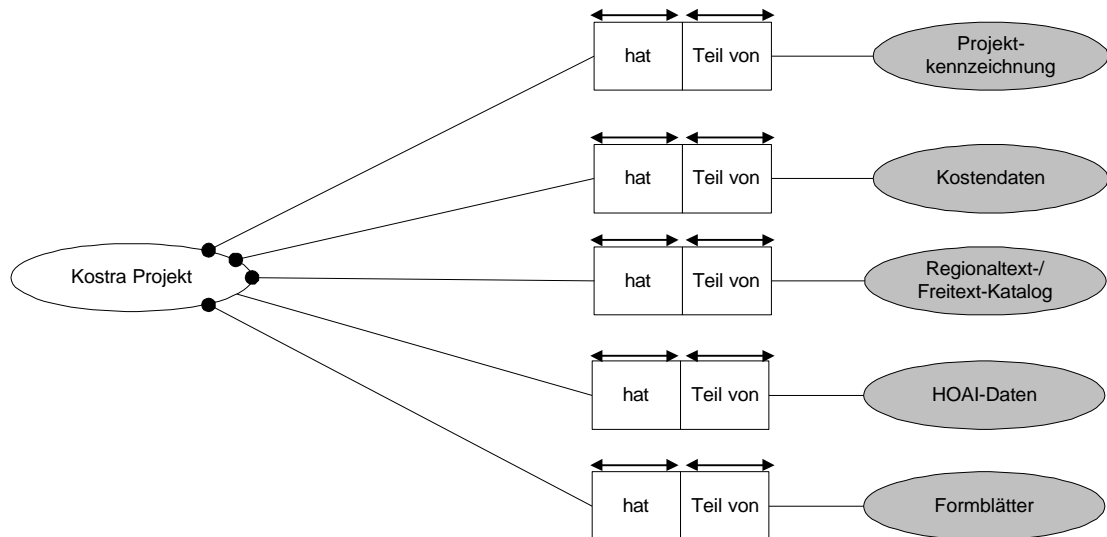 hat
Teil von
Projekt-
kennzeichnung
hat
Teil von
Kostendaten
Kostra Projekt
hat
Teil von
Regionaltext-/
Freitext-Katalog
hat
Teil von
HOAI-Daten
hat
Teil von
Formblätter